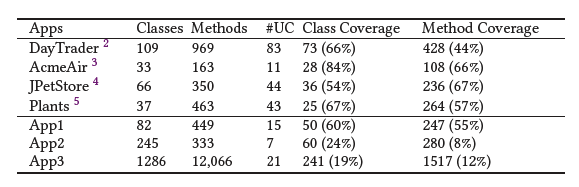 Apps Classes Methods #UC Class Coverage Method Coverage
DayTrader 2 109 969 83 73 (66%) 428 (44%)
AcmeAir 3 33 163 11 28 (84%) 108 (66%)
JPetStore 4 66 350 44 36 (54%) 236 (67%)
Plants 5 37 463 43 25 (67%) 264 (57%)
App1 82 449 15 50 (60%) 247 (55%)
App2 245 333 7 60 (24%) 280 (8%)
App3 1286 12,066 21 241 (19%) 1517 (12%)